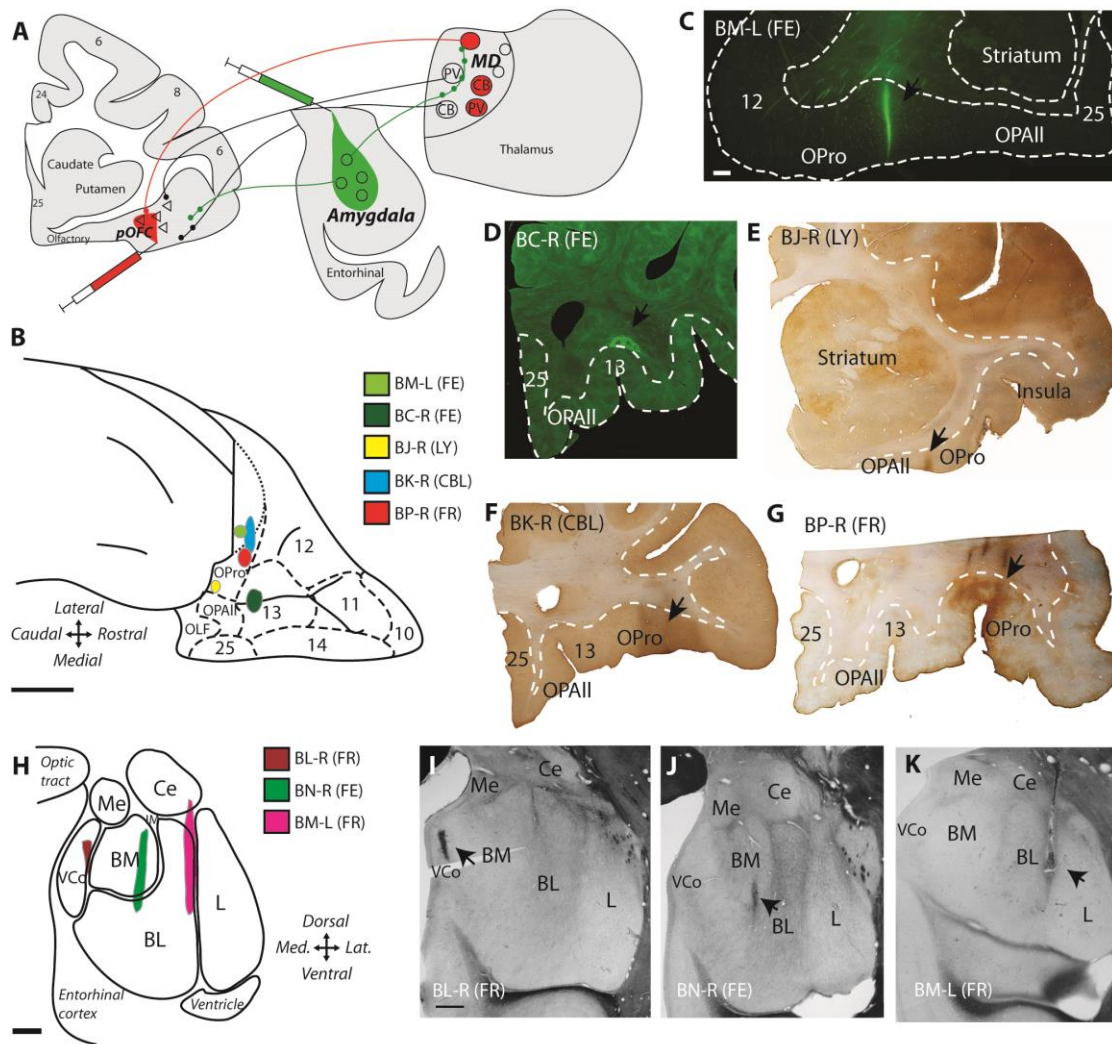 A
6
24
8
6
Caudate
Putamen
25
Olfactory
pOFC
Amygdala
Entorhinal
MD
PV
CB
CB
PV
Thalamus
C
BM-L (FE)
Striatum
12
25
OPAll
OPro
D
BC-R (FE)
13
25
OPAll
E
BJ-R (LY)
Striatum
Insula
OPAll
OPro
B
BM-L (FE)
BC-R (FE)
BJ-R (LY)
BK-R (CBL)
BP-R (FR)
12
OPro
11
OPAll
13
OLF
10
25
14
Lateral
Caudal
Rostral
Medial
F
BK-R (CBL)
OPro
25
13
OPAll
G
BP-R (FR)
25
13
OPro
OPAll
H
Optic
tract
Me
Ce
IN
BM
VCo
L
BL
Entorhinal
cortex
Ventricle
BL-R (FR)
BN-R (FE)
BM-L (FR)
Dorsal
Med.
Lat.
Ventral
I
Me
Ce
BM
VCo
BL
L
BL-R (FR)
J
Me
Ce
BM
VCo
BL
L
BN-R (FE)
K
Me
Ce
VCo
BM
BL
L
BM-L (FR)